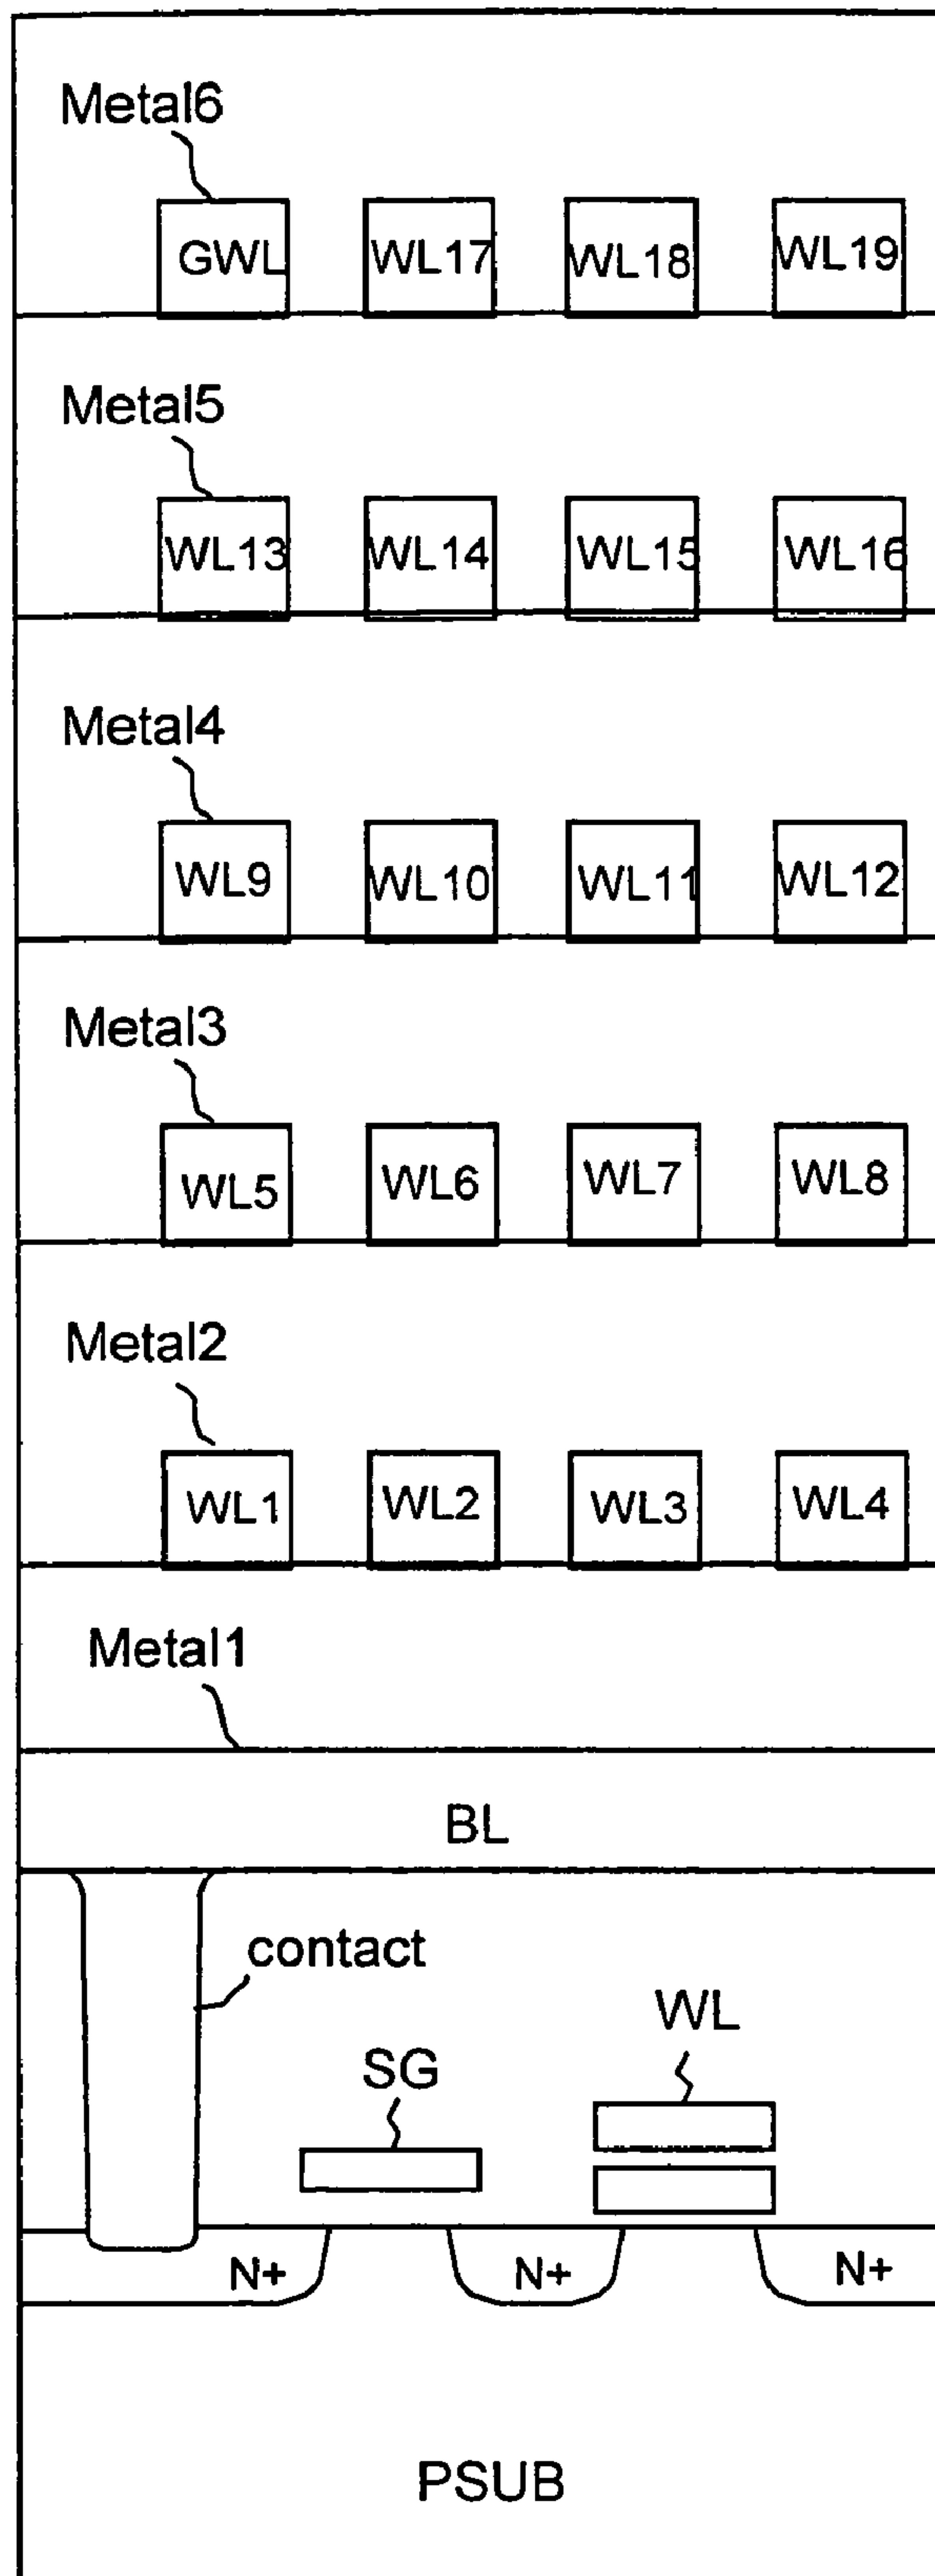 Metal6
GWL WL17 WL18 WL19
Metal5
WL13 WL14 WL15 WL16
Metal4
WL9 WL10 WL11 WL12
Metal3
WL5 WL6 WL7 WL8
Metal2
WL1 WL2 WL3 WL4
Metal1
BL
contact
WL
SG
N+ N+ N+
PSUB